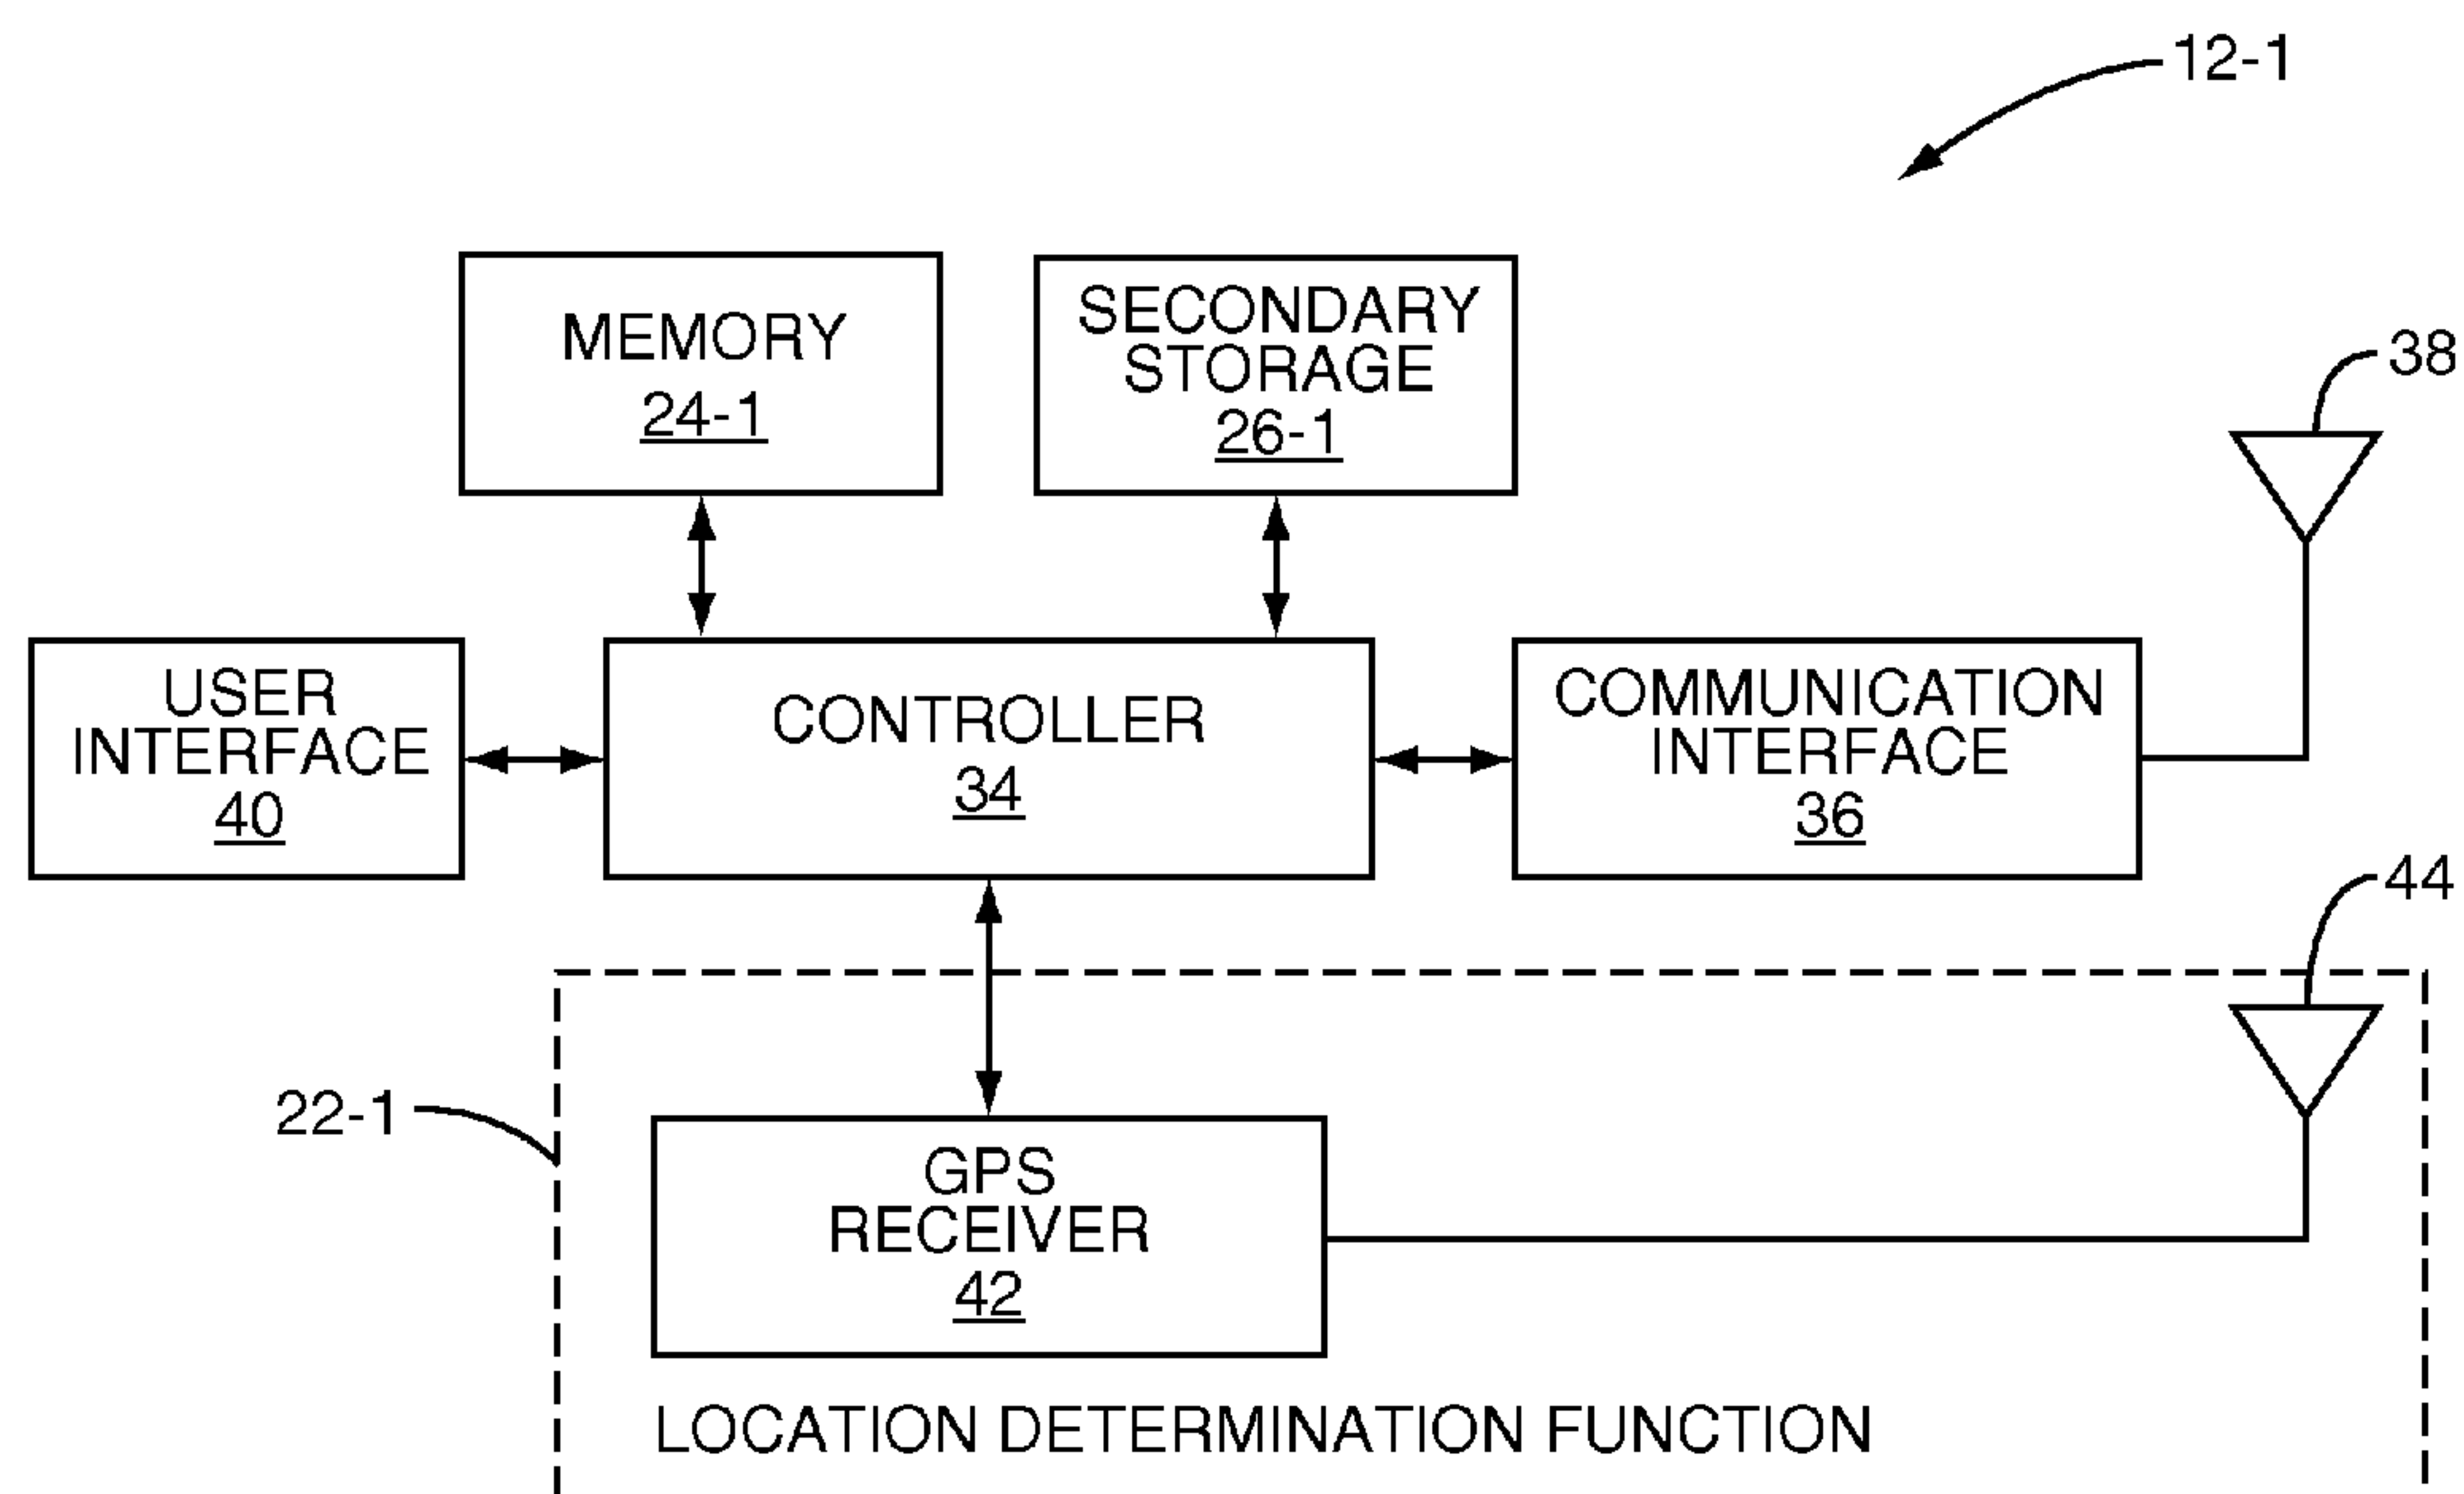 12-1
MEMORY
24-1
SECONDARY
STORAGE
26-1
38
USER
INTERFACE
40
CONTROLLER
34
COMMUNICATION
INTERFACE
36
44
22-1
GPS
RECEIVER
42
LOCATION DETERMINATION FUNCTION